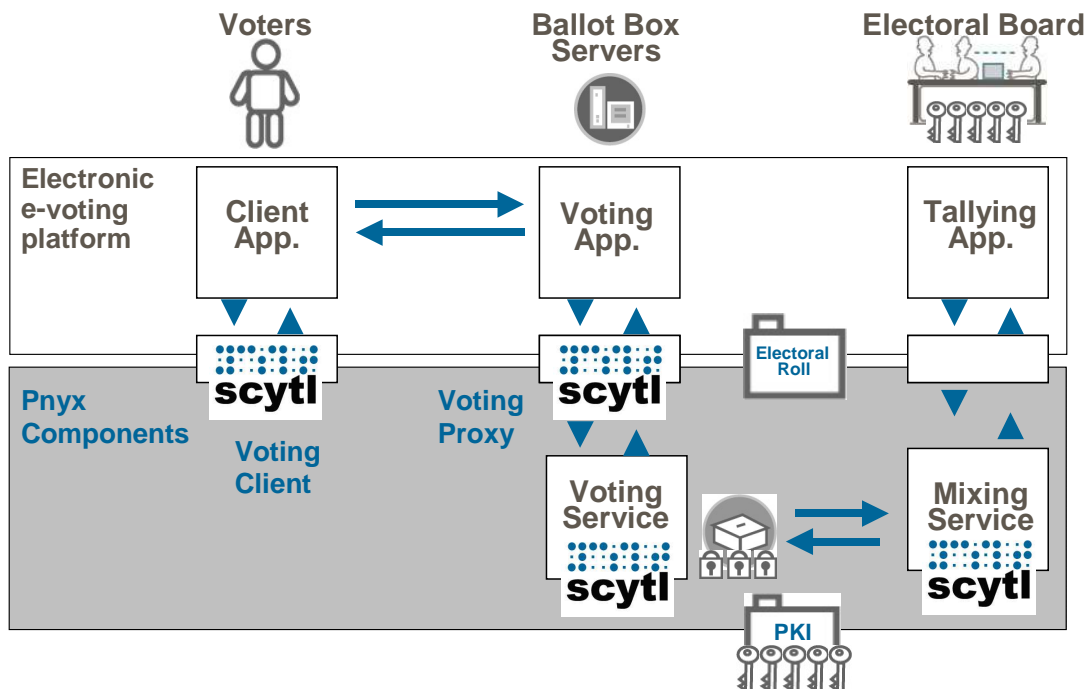 Voters
Ballot Box
Servers
Electoral Board
Electronic
e-voting
platform
Client
App.
Voting
App.
Tallying
App.
scytl
scytl
Electoral
Roll
Pnyx
Components
Voting
Client
Voting
Proxy
Voting
Service
scytl
Mixing
Service
scytl
PKI